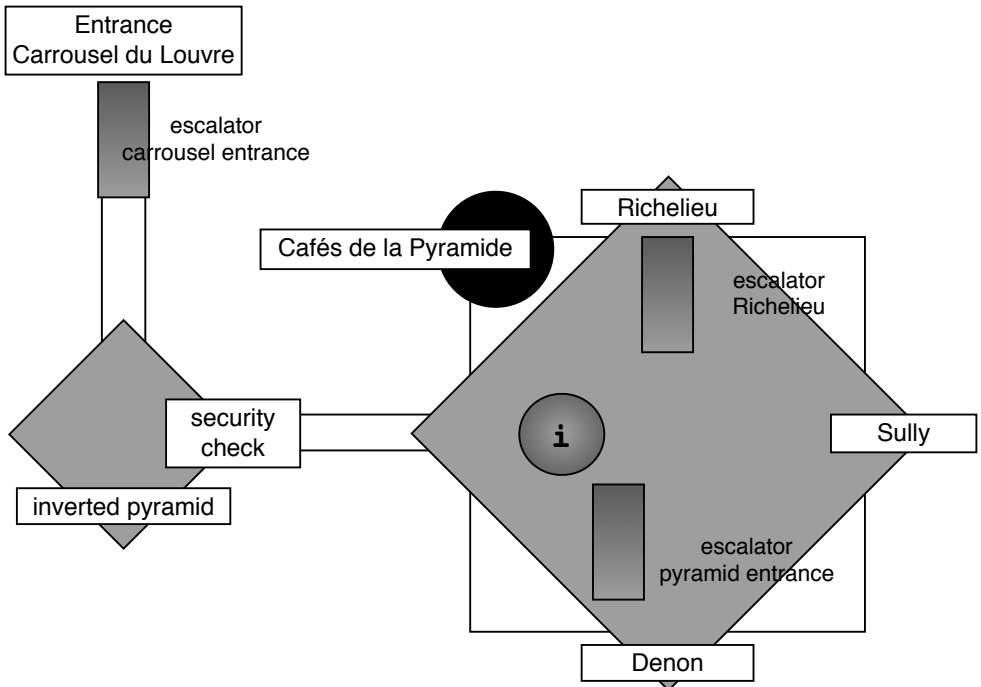 Entrance
Carrousel du Louvre
escalator
carrousel entrance
Richelieu
Cafés de la Pyramide
escalator
Richelieu
security
check
i
Sully
inverted pyramid
escalator
pyramid entrance
Denon